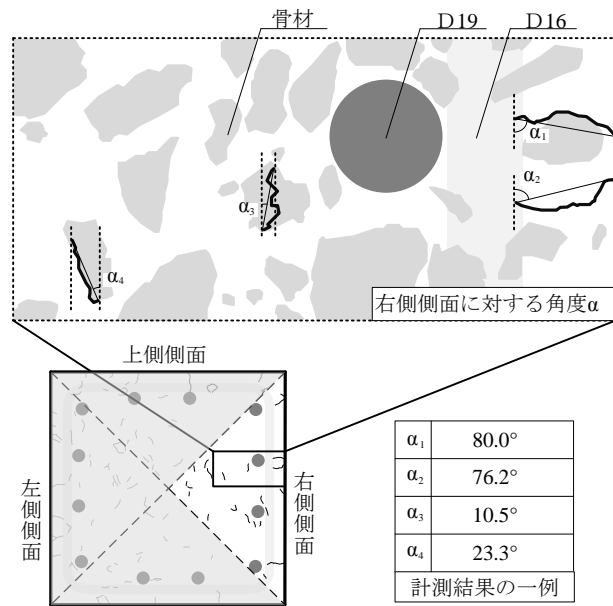 骨材
D19
D16
α1
α2
α3
α4
右側側面に対する角度α
上側側面
左側側面
右側側面
α1 80.0°
α2 76.2°
α3 10.5°
α4 23.3°
計測結果の一例